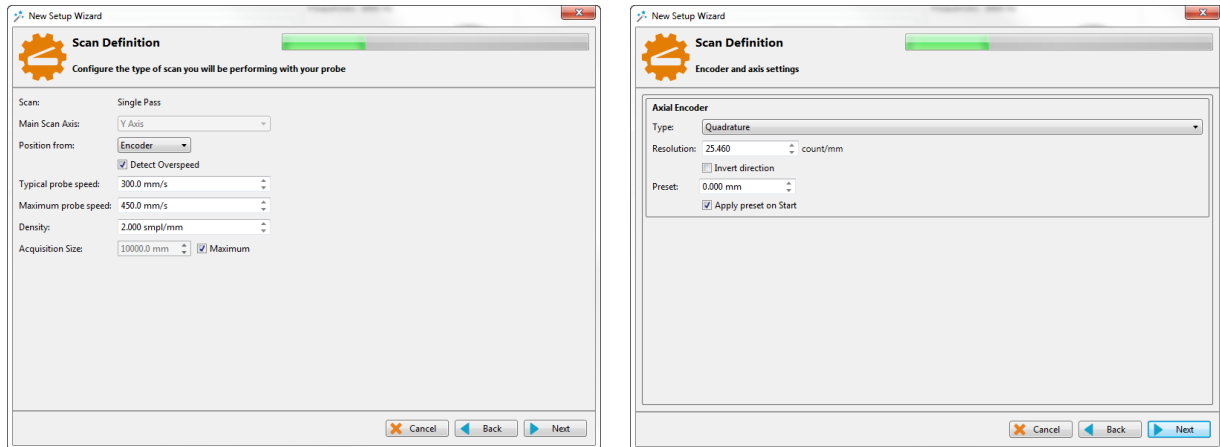 New Setup Wizard
Scan Definition
Configure the type of scan you will be performing with your probe
Scan: Single Pass
Main Scan Axis: Y Axis
Position from: Encoder
Detect Overspeed
Typical probe speed: 300.0 mm/s
Maximum probe speed: 450.0 mm/s
Density: 2.000 smpl/mm
Acquisition Size: 10000.0 mm Maximum
Cancel Back Next
New Setup Wizard
Scan Definition
Encoder and axis settings
Axial Encoder
Type: Quadrature
Resolution: 25.460 count/mm
Invert direction
Preset: 0.000 mm
Apply preset on Start
Cancel Back Next